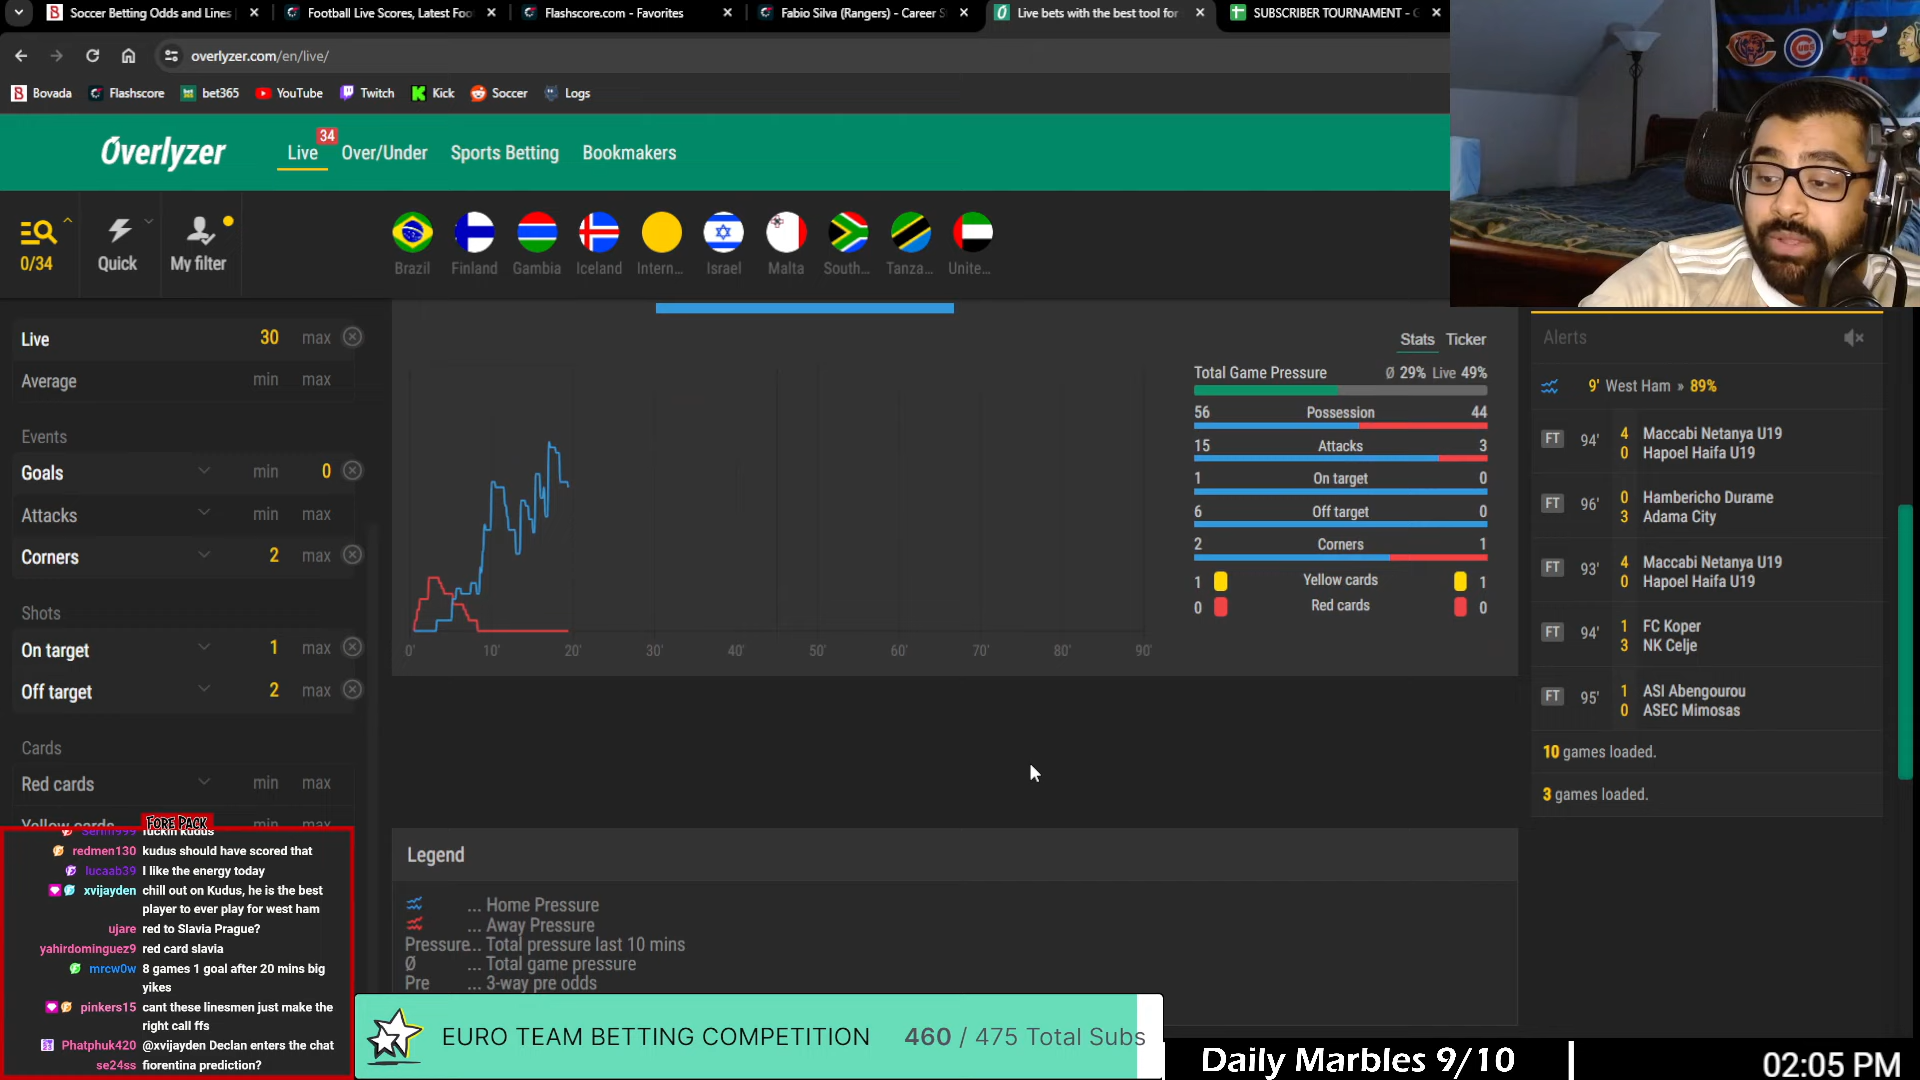 Soccer Betting Odds and Lines
Football Live Scores, Latest Foo
Flashscore.com - Favorites
Fabio Silva (Rangers) - Career S
Live bets with the best tool for
SUBSCRIBER TOURNAMENT - G
overlyzer.com/en/live/
Bovada
Flashscore
bet365
YouTube
Twitch
Kick
Soccer
Logs
Overlyzer
Live
34
Over/Under
Sports Betting
Bookmakers
0/34
Quick
My filter
Brazil
Finland
Gambia
Iceland
Intern...
Israel
Malta
South...
Tanza...
Unite...
Live 30 max
Average min max
Events
Goals min 0
Attacks min max
Corners 2 max
Shots
On target 1 max
Off target 2 max
Cards
Red cards min max
Yellow cards min max
Stats Ticker
Total Game Pressure Ø 29% Live 49%
56 Possession 44
15 Attacks 3
1 On target 0
6 Off target 0
2 Corners 1
1 Yellow cards 1
0 Red cards 0
0' 10' 20' 30' 40' 50' 60' 70' 80' 90'
Legend
... Home Pressure
... Away Pressure
Pressure... Total pressure last 10 mins
Ø ... Total game pressure
Pre ... 3-way pre odds
Alerts
9' West Ham » 89%
FT 94' 4 Maccabi Netanya U19
0 Hapoel Haifa U19
FT 96' 0 Hambericho Durame
3 Adama City
FT 93' 4 Maccabi Netanya U19
0 Hapoel Haifa U19
FT 94' 1 FC Koper
3 NK Celje
FT 95' 1 ASI Abengourou
0 ASEC Mimosas
10 games loaded.
3 games loaded.
FORE PACK
fuckin kudus
redmen130 kudus should have scored that
lucaab39 I like the energy today
xvijayden chill out on Kudus, he is the best
player to ever play for west ham
ujare red to Slavia Prague?
yahirdominguez9 red card slavia
mrcw0w 8 games 1 goal after 20 mins big
yikes
pinkers15 cant these linesmen just make the
right call ffs
Phatphuk420 @xvijayden Declan enters the chat
se24ss fiorentina prediction?
EURO TEAM BETTING COMPETITION 460 / 475 Total Subs
Daily Marbles 9/10
02:05 PM